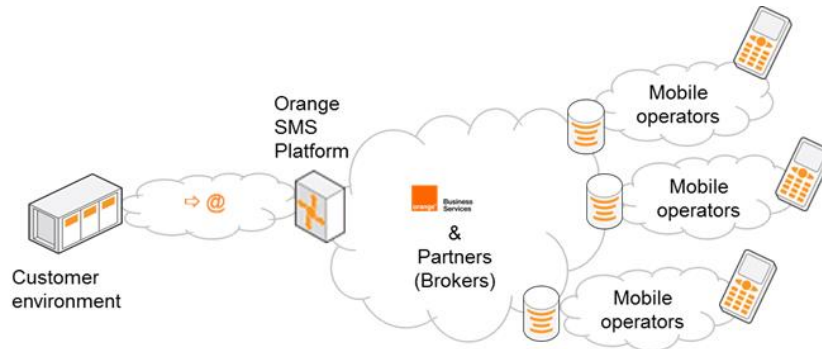 Orange
SMS
Platform
⇨ @
Customer
environment
orange
Business
Services
&
Partners
(Brokers)
Mobile
operators
Mobile
operators
Mobile
operators